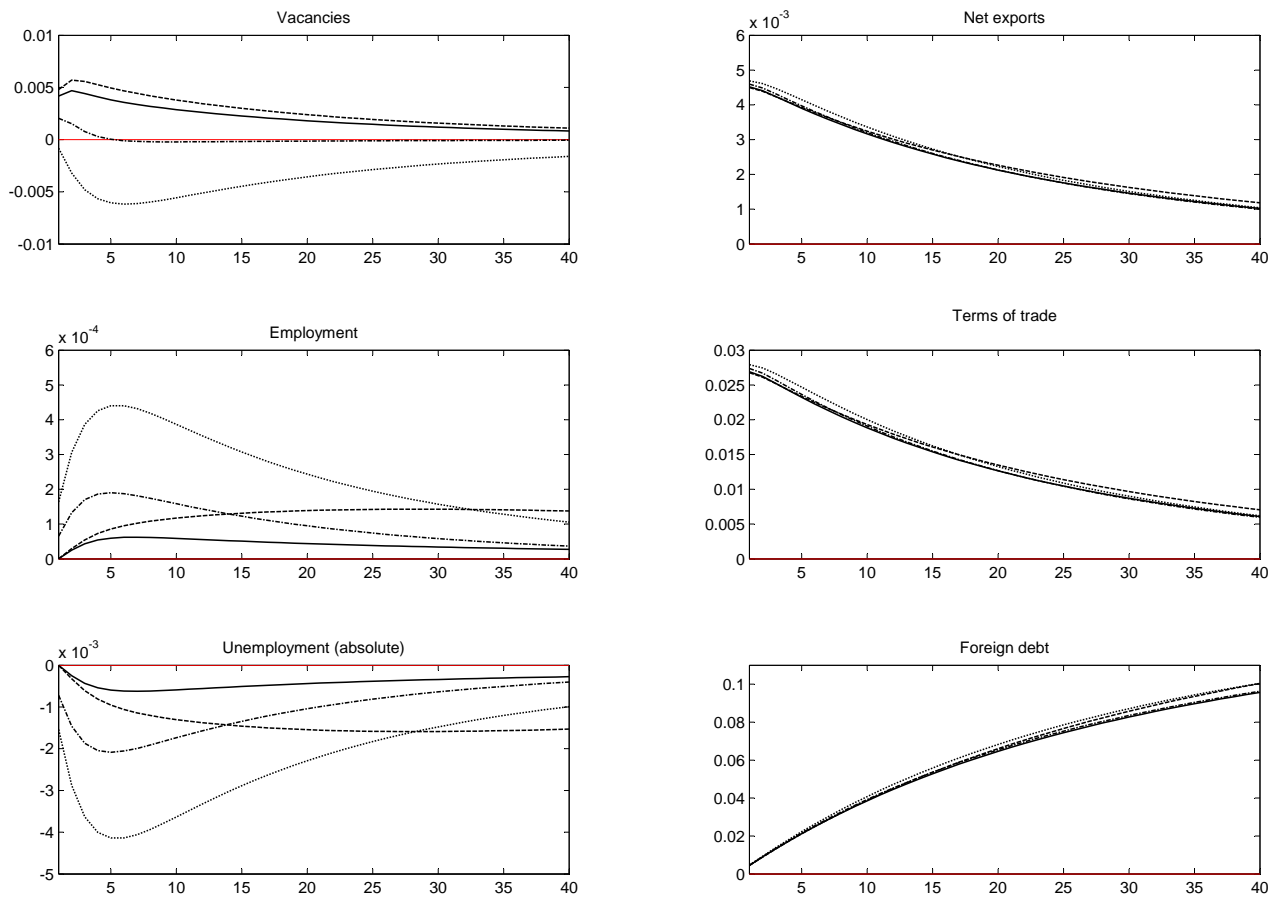 Vacancies
0.01
0.005
0
-0.005
-0.01
5 10 15 20 25 30 35 40
Net exports
x 10-3
6
5
4
3
2
1
0
5 10 15 20 25 30 35 40
Employment
x 10-4
6
5
4
3
2
1
0
5 10 15 20 25 30 35 40
Terms of trade
0.03
0.025
0.02
0.015
0.01
0.005
0
5 10 15 20 25 30 35 40
Unemployment (absolute)
x 10-3
0
-1
-2
-3
-4
-5
5 10 15 20 25 30 35 40
Foreign debt
0.1
0.08
0.06
0.04
0.02
0
5 10 15 20 25 30 35 40